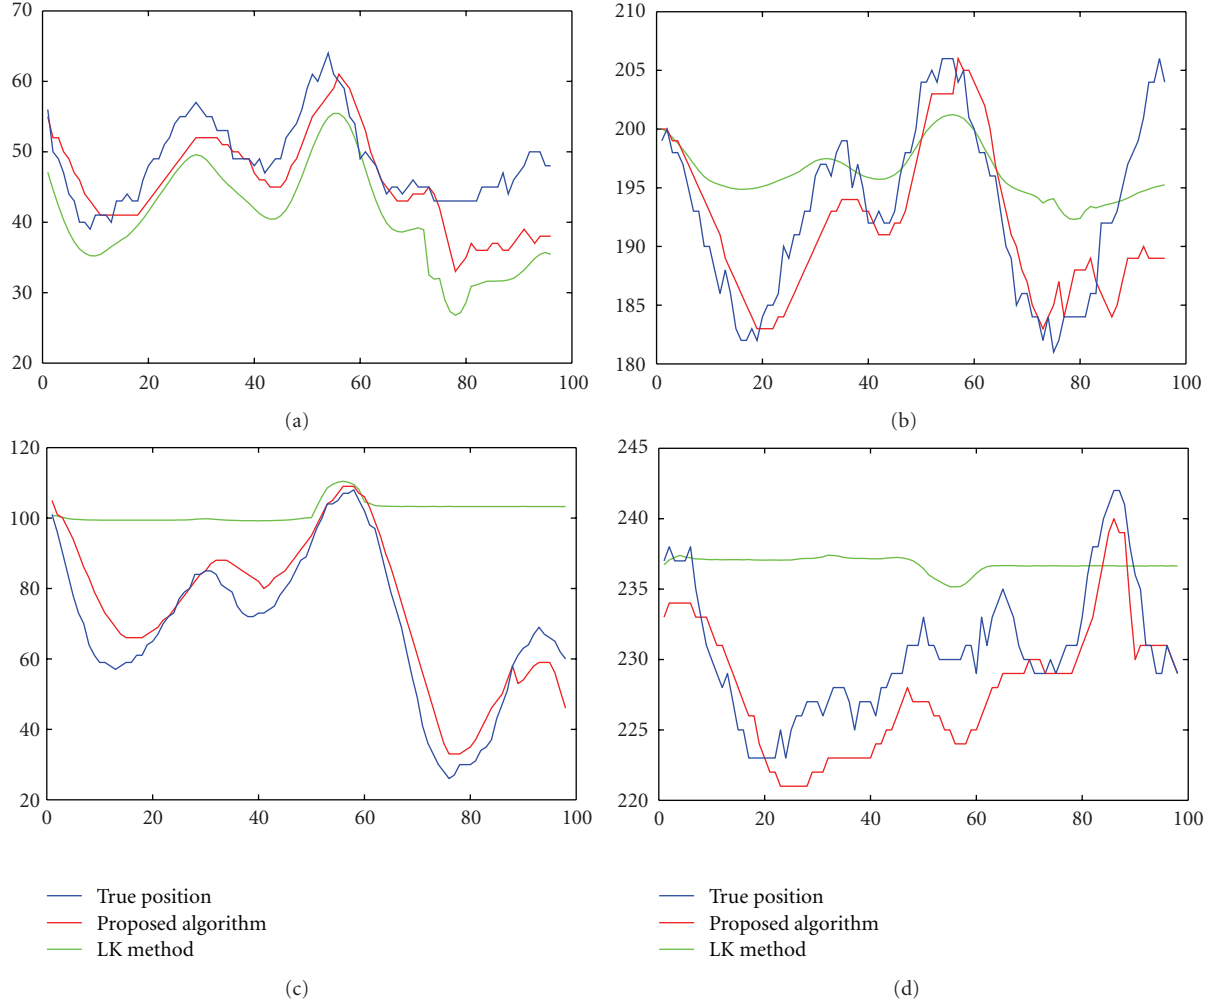 70
60
50
40
30
20
0 20 40 60 80 100
(a)
210
205
200
195
190
185
180
0 20 40 60 80 100
(b)
120
100
80
60
40
20
0 20 40 60 80 100
True position
Proposed algorithm
LK method
(c)
245
240
235
230
225
220
0 20 40 60 80 100
True position
Proposed algorithm
LK method
(d)